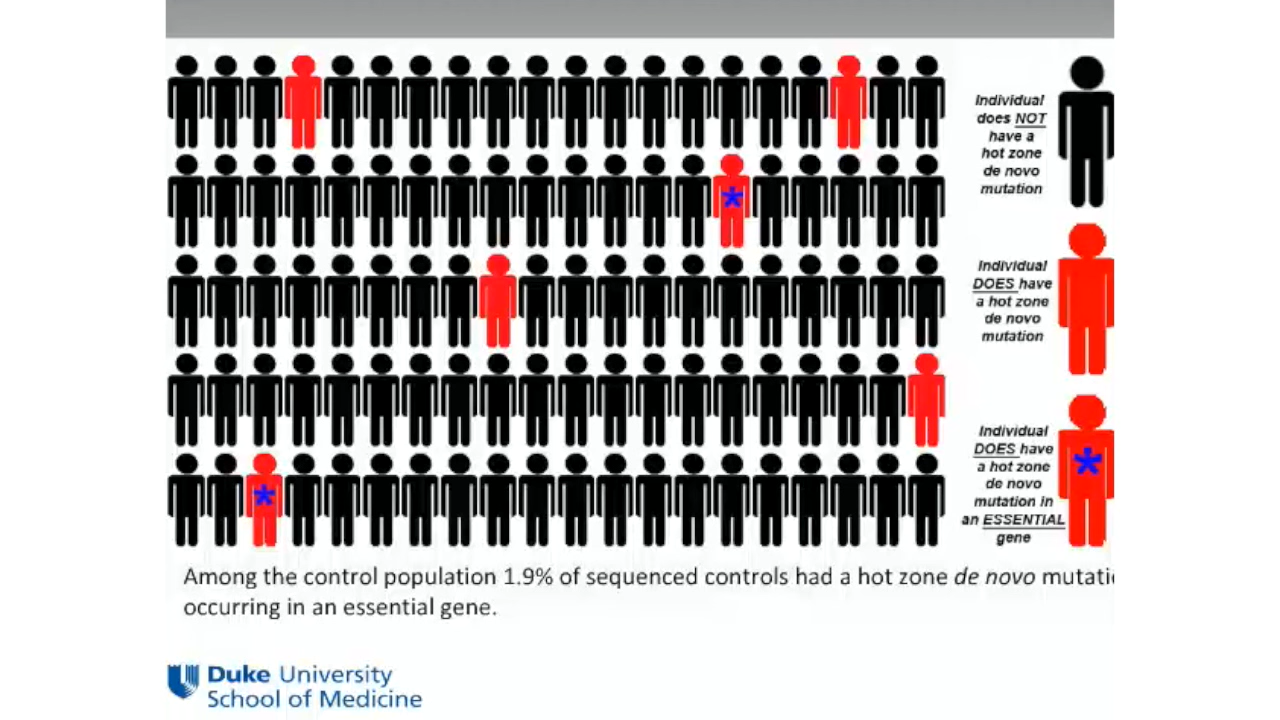 Individual
does NOT
have a
hot zone
de novo
mutation
Individual
DOES have
a hot zone
de novo
mutation
*
*
Individual
DOES have
a hot zone
de novo
mutation in
an ESSENTIAL
gene
*
Among the control population 1.9% of sequenced controls had a hot zone de novo mutati
occurring in an essential gene.
Duke University
School of Medicine